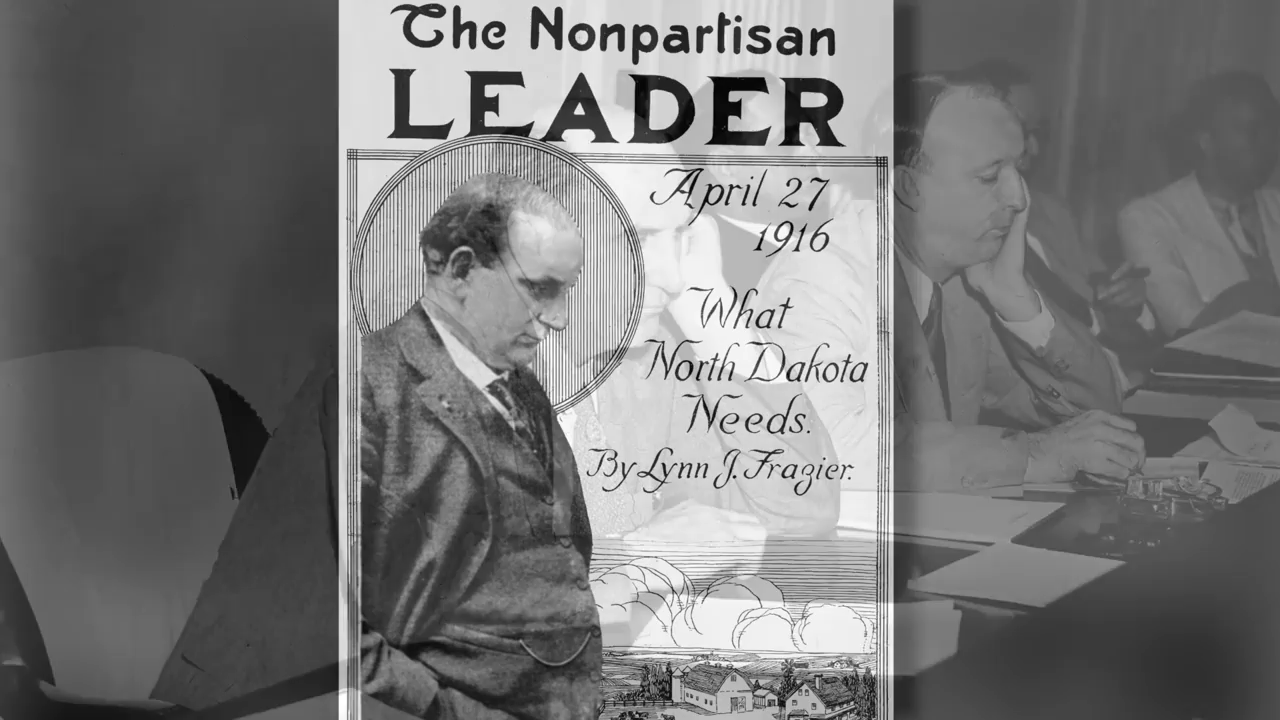 The Nonpartisan
LEADER
April 27
1916
What
North Dakota
Needs.
By Lynn J. Frazier.